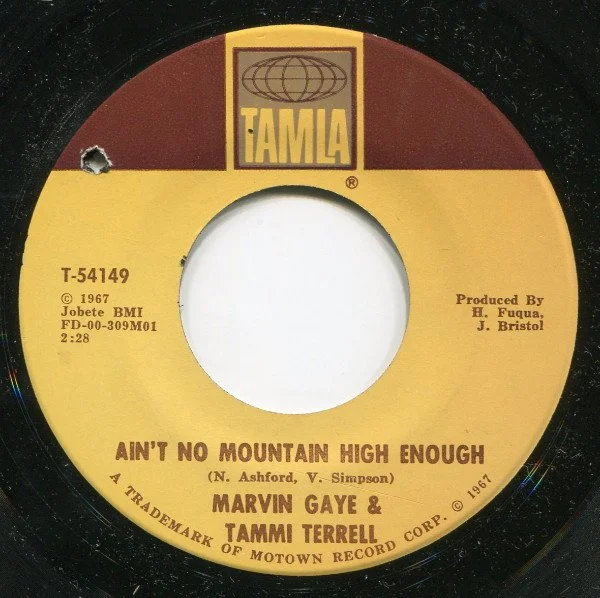 TAMLA
®
T-54149
© 1967
Jobete BMI
FD-00-309M01
2:28
Produced By
H. Fuqua,
J. Bristol
AIN'T NO MOUNTAIN HIGH ENOUGH
(N. Ashford, V. Simpson)
MARVIN GAYE &
TAMMI TERRELL
A TRADEMARK OF MOTOWN RECORD CORP. © 1967